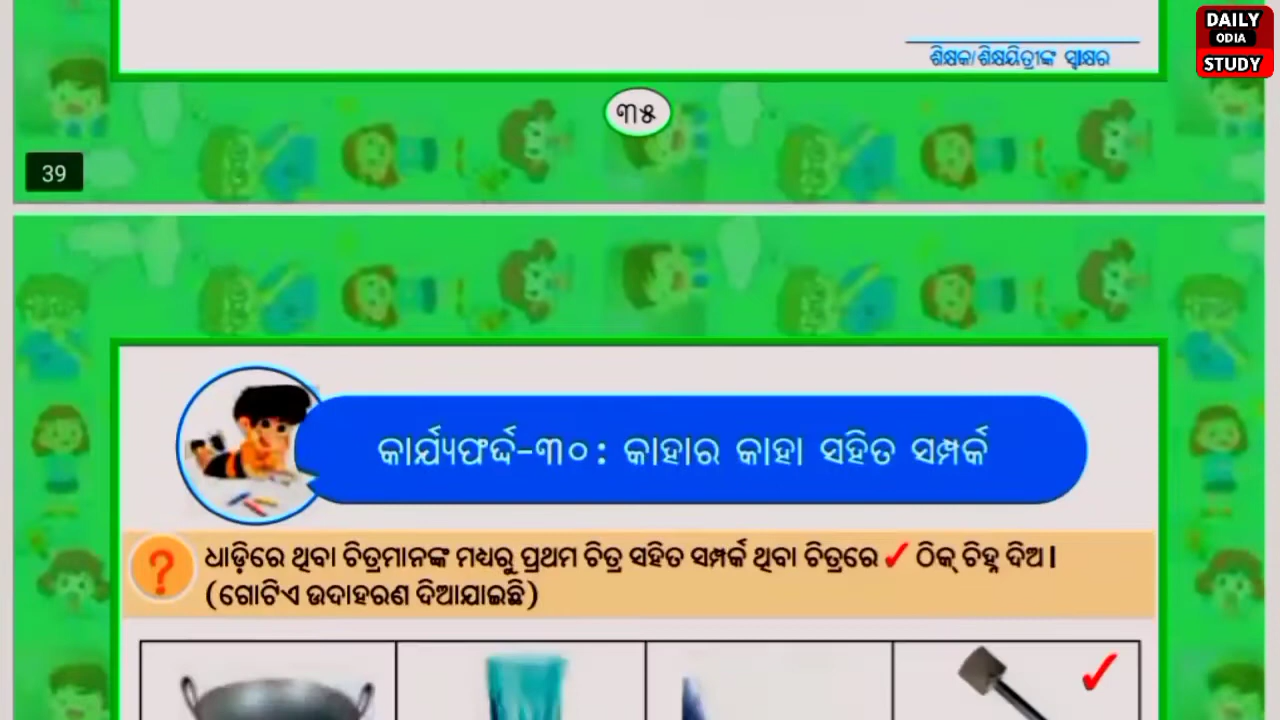 DAILY
ODIA
STUDY
ଶିକ୍ଷକ/ଶିକ୍ଷୟିତ୍ରୀଙ୍କ ସ୍ୱାକ୍ଷର
୩୫
39
କାର୍ଯ୍ୟଫର୍ଦ୍ଦ-୩୦ : କାହାର କାହା ସହିତ ସମ୍ପର୍କ
? ଧାଡ଼ିରେ ଥିବା ଚିତ୍ରମାନଙ୍କ ମଧ୍ୟରୁ ପ୍ରଥମ ଚିତ୍ର ସହିତ ସମ୍ପର୍କ ଥିବା ଚିତ୍ରରେ ✓ ଠିକ୍ ଚିହ୍ନ ଦିଅ।
(ଗୋଟିଏ ଉଦାହରଣ ଦିଆଯାଇଛି)